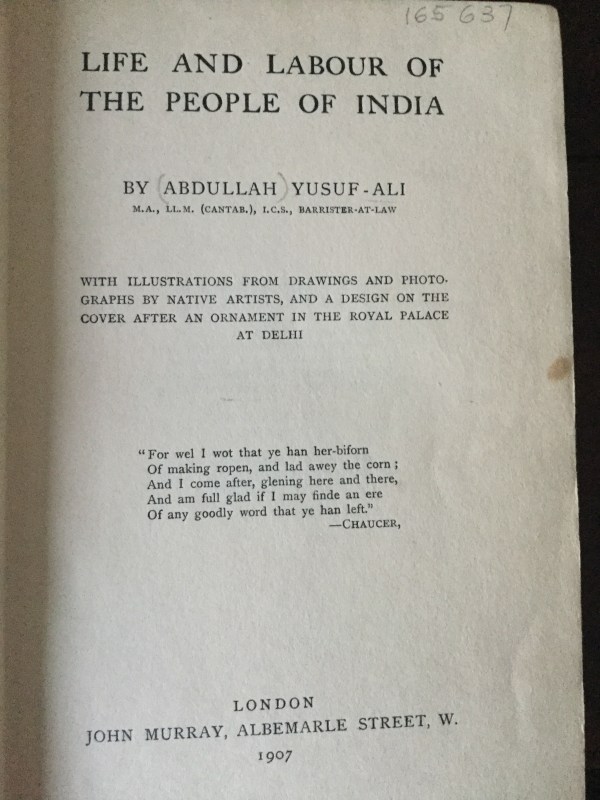 165 637
LIFE AND LABOUR OF
THE PEOPLE OF INDIA
BY (ABDULLAH) YUSUF-ALI
M.A., LL.M. (CANTAB.), I.C.S., BARRISTER-AT-LAW
WITH ILLUSTRATIONS FROM DRAWINGS AND PHOTO-
GRAPHS BY NATIVE ARTISTS, AND A DESIGN ON THE
COVER AFTER AN ORNAMENT IN THE ROYAL PALACE
AT DELHI
"For wel I wot that ye han her-biforn
Of making ropen, and lad awey the corn;
And I come after, glening here and there,
And am full glad if I may finde an ere
Of any goodly word that ye han left."
—CHAUCER,
LONDON
JOHN MURRAY, ALBEMARLE STREET, W.
1907